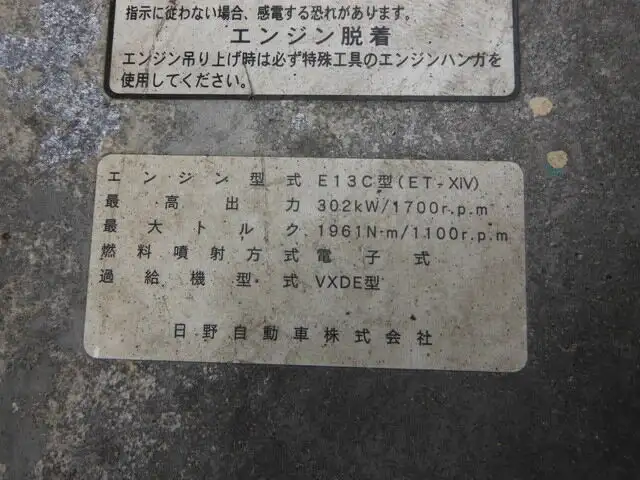 指示に従わない場合、感電する恐れがあります。
エンジン脱着
エンジン吊り上げ時は必ず特殊工具のエンジンハンガを
使用してください。
エンジン型式 E13C型(ET-XⅣ)
最高出力 302kW/1700r.p.m
最大トルク 1961N·m/1100r.p.m
燃料噴射方式 電子式
過給機型式 VXDE型
日野自動車株式会社